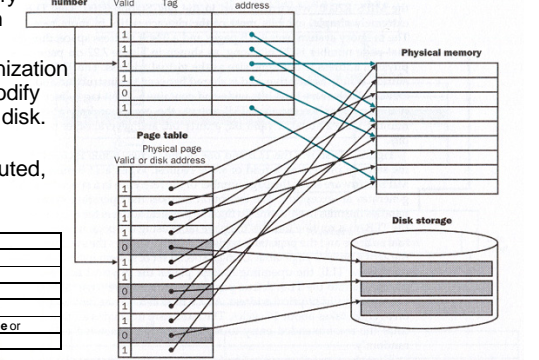 ry
n
nization
odify
disk.
uted,
e or
number
Valid Tag address
1
1
1
1
0
1
Physical memory
Page table
Physical page
Valid or disk address
1
1
1
1
0
1
1
0
1
1
0
1
Disk storage